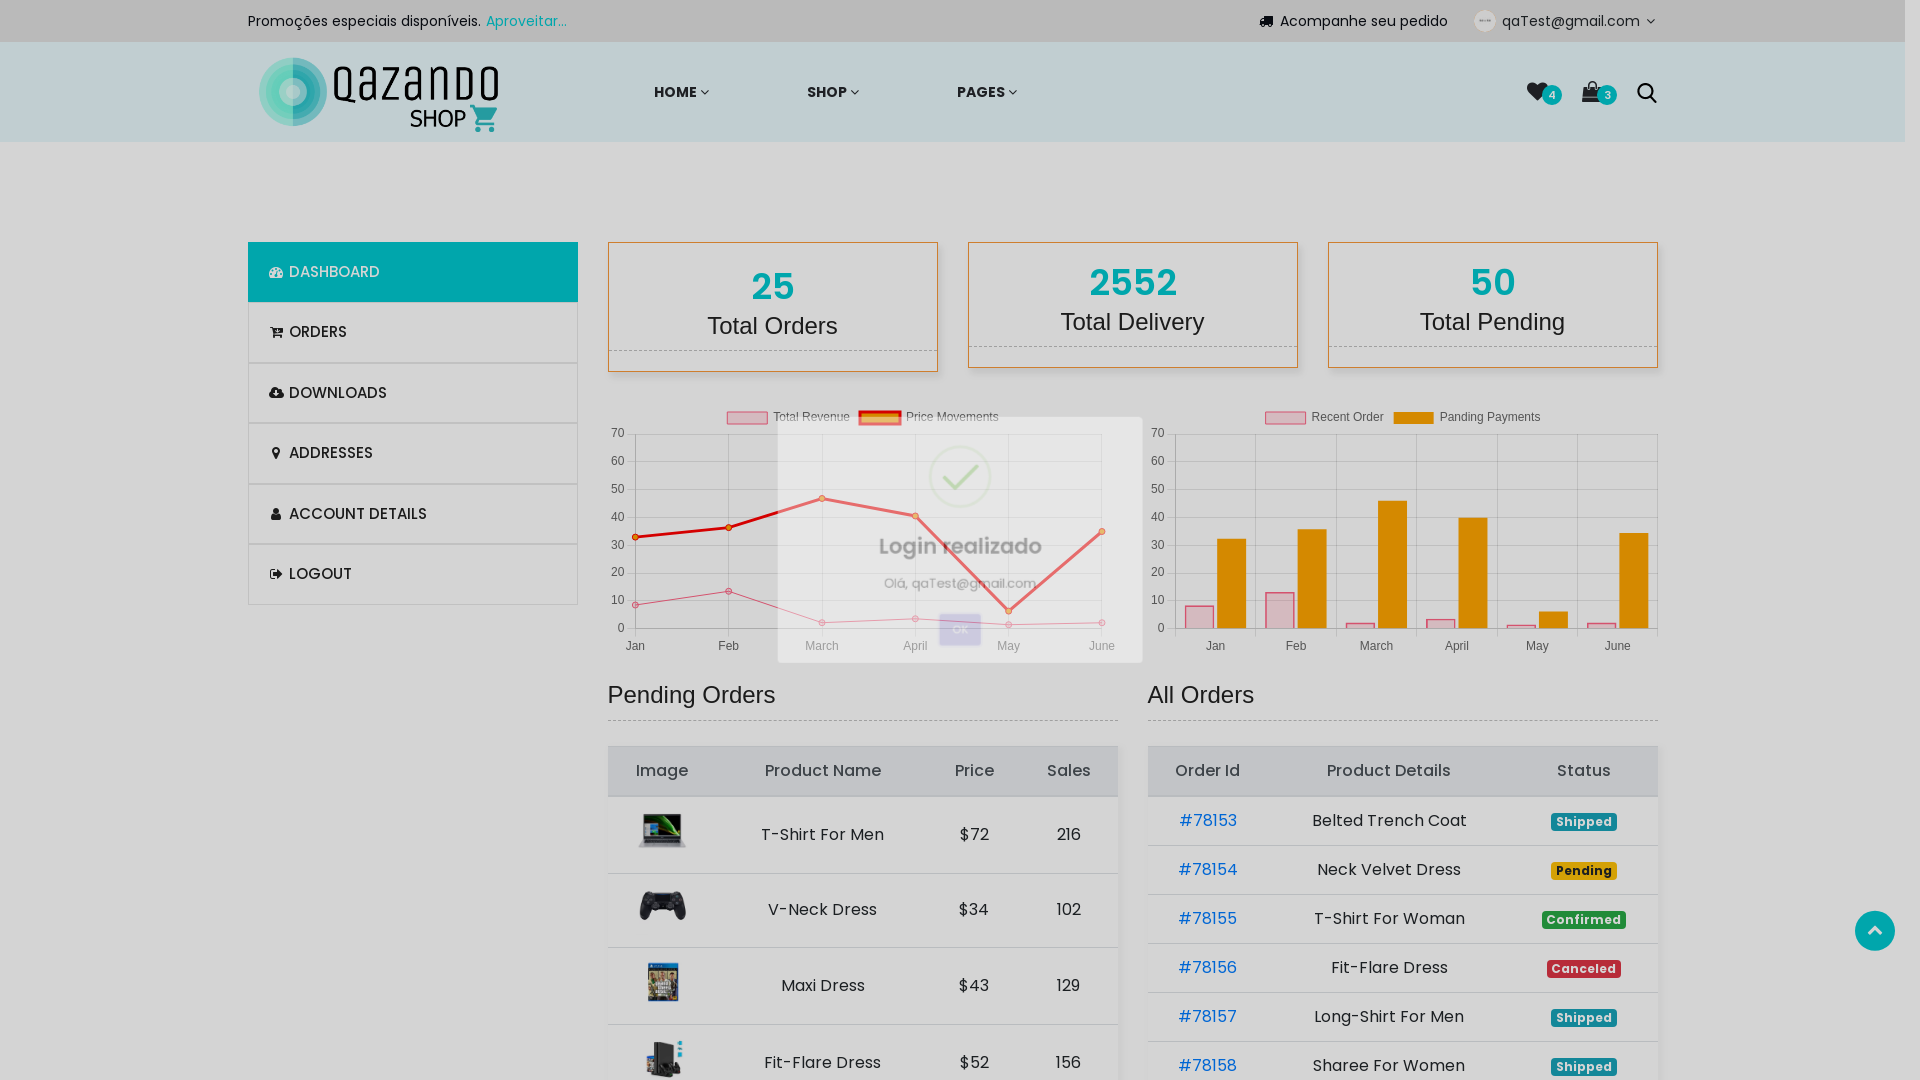 Promoções especiais disponíveis. Aproveitar...
Acompanhe seu pedido
qaTest@gmail.com
QAZANDO
SHOP
HOME
SHOP
PAGES
4
3
DASHBOARD
ORDERS
DOWNLOADS
ADDRESSES
ACCOUNT DETAILS
LOGOUT
25
Total Orders
2552
Total Delivery
50
Total Pending
Total Revenue
Price Movements
70
60
50
40
30
20
10
0
Jan Feb March April May June
Recent Order
Panding Payments
70
60
50
40
30
20
10
0
Jan Feb March April May June
Login realizado
Olá, qaTest@gmail.com
OK
Pending Orders
Image Product Name Price Sales
T-Shirt For Men $72 216
V-Neck Dress $34 102
Maxi Dress $43 129
Fit-Flare Dress $52 156
All Orders
Order Id Product Details Status
#78153 Belted Trench Coat Shipped
#78154 Neck Velvet Dress Pending
#78155 T-Shirt For Woman Confirmed
#78156 Fit-Flare Dress Canceled
#78157 Long-Shirt For Men Shipped
#78158 Sharee For Women Shipped